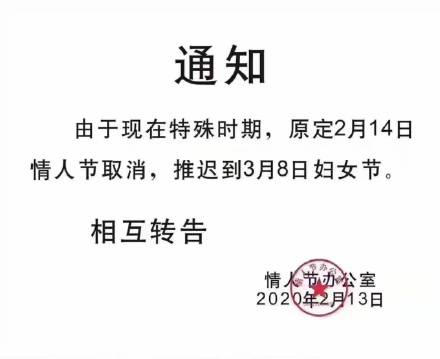 通知
由于现在特殊时期，原定2月14日
情人节取消，推迟到3月8日妇女节。
相互转告
情人节办公室
2020年2月13日